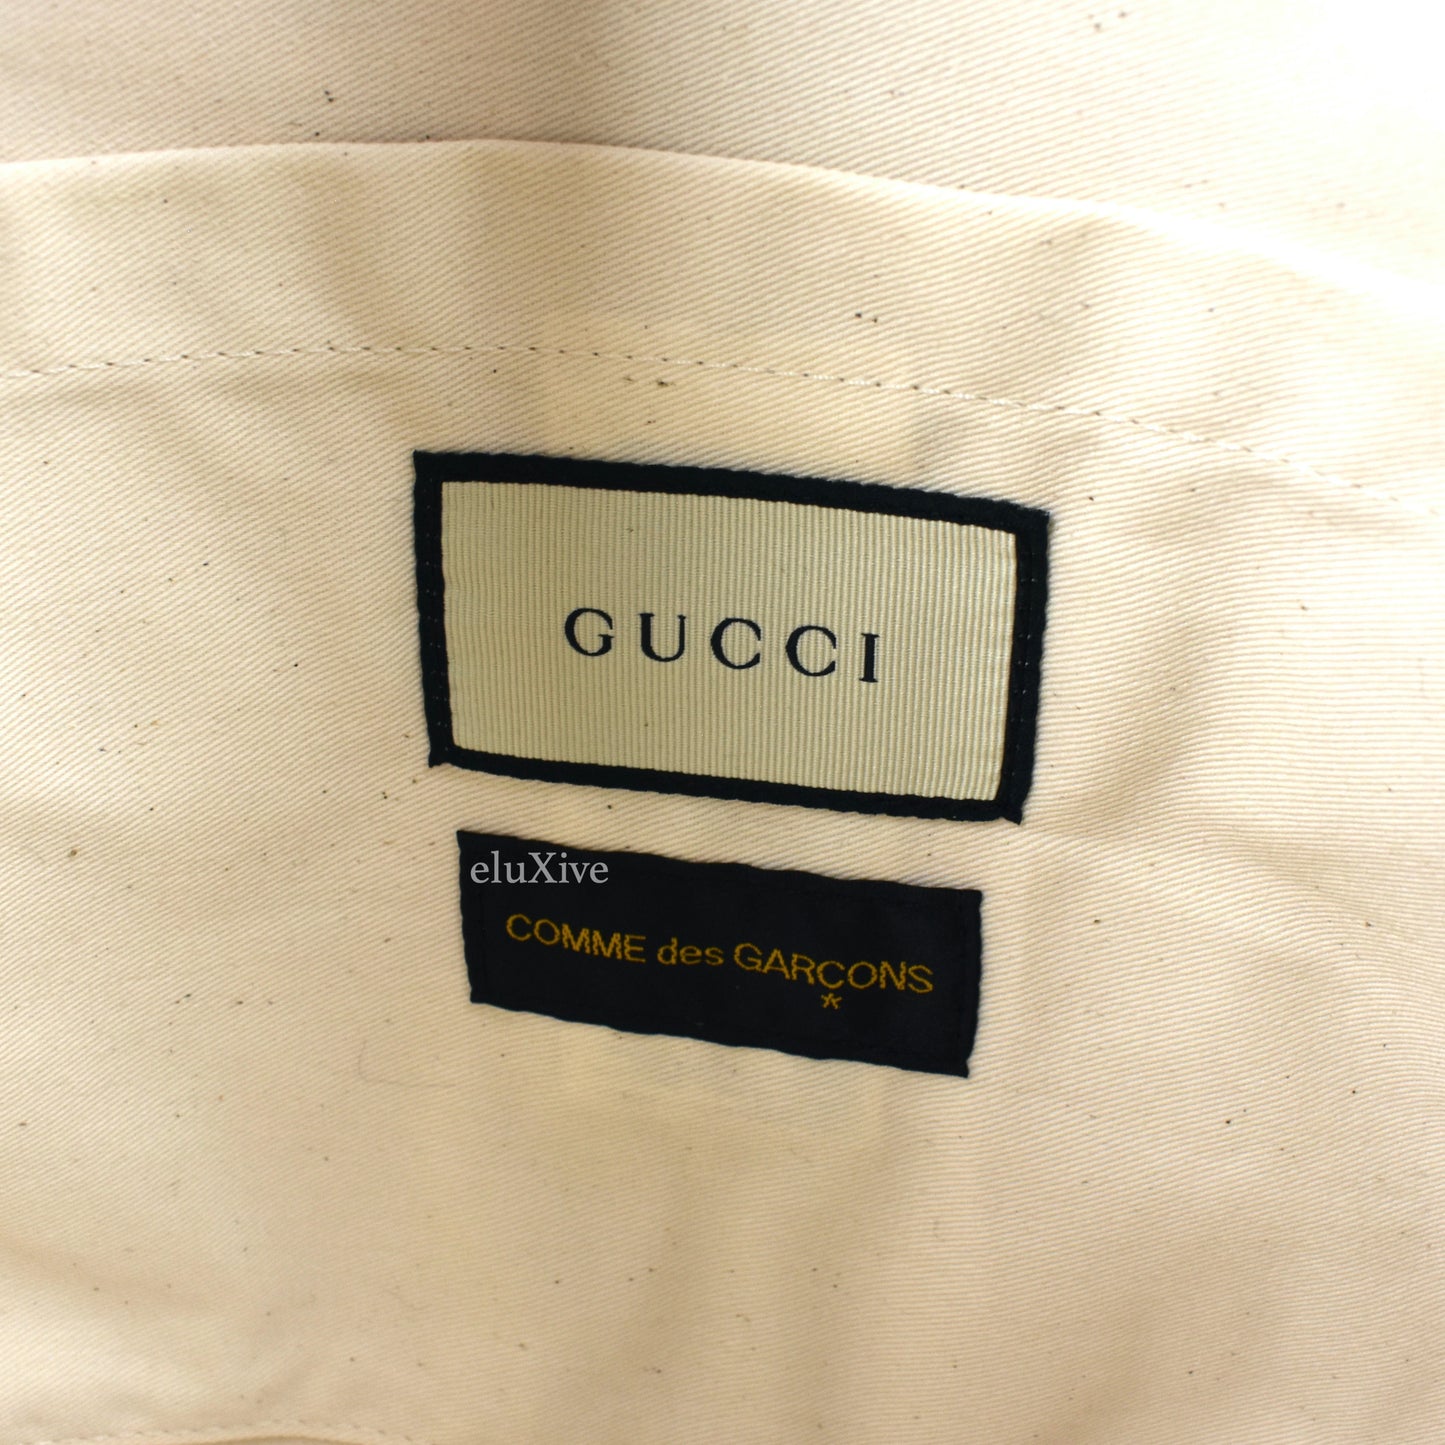 GUCCI
eluXive
COMME des GARÇONS
*